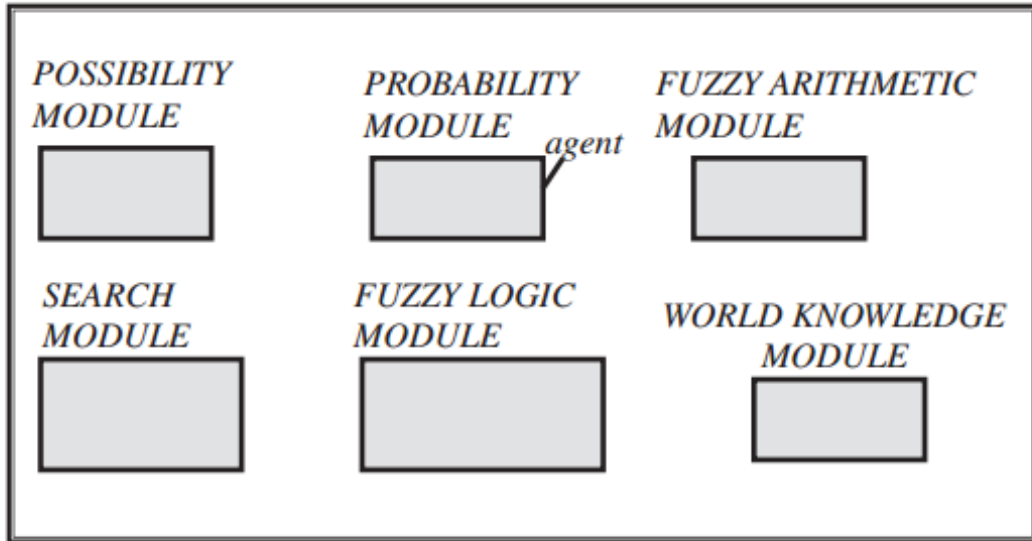 POSSIBILITY
MODULE
PROBABILITY
MODULE
agent
FUZZY ARITHMETIC
MODULE
SEARCH
MODULE
FUZZY LOGIC
MODULE
WORLD KNOWLEDGE
MODULE